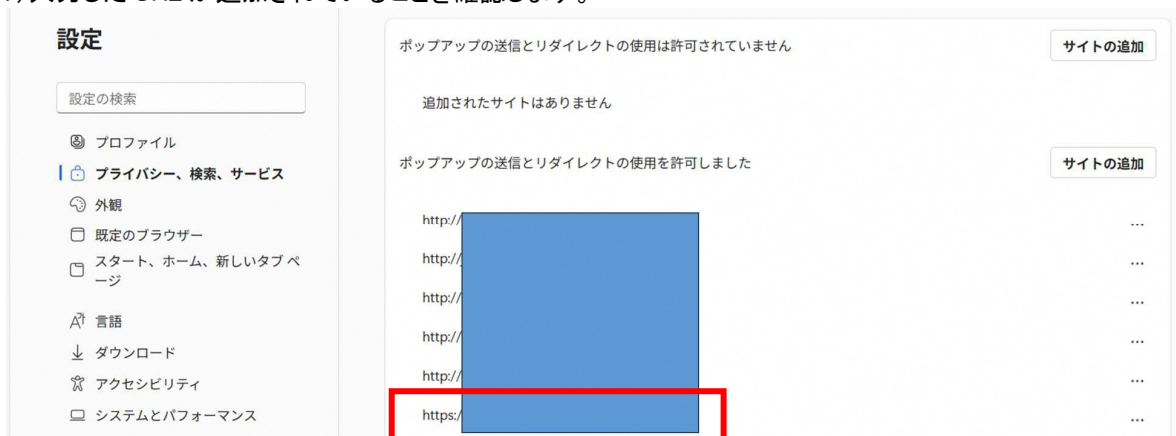 設定
設定の検索
プロファイル
プライバシー、検索、サービス
外観
既定のブラウザー
スタート、ホーム、新しいタブ ペ
ージ
言語
ダウンロード
アクセシビリティ
システムとパフォーマンス
ポップアップの送信とリダイレクトの使用は許可されていません
サイトの追加
追加されたサイトはありません
ポップアップの送信とリダイレクトの使用を許可しました
サイトの追加
http://
http://
http://
http://
http://
https:/